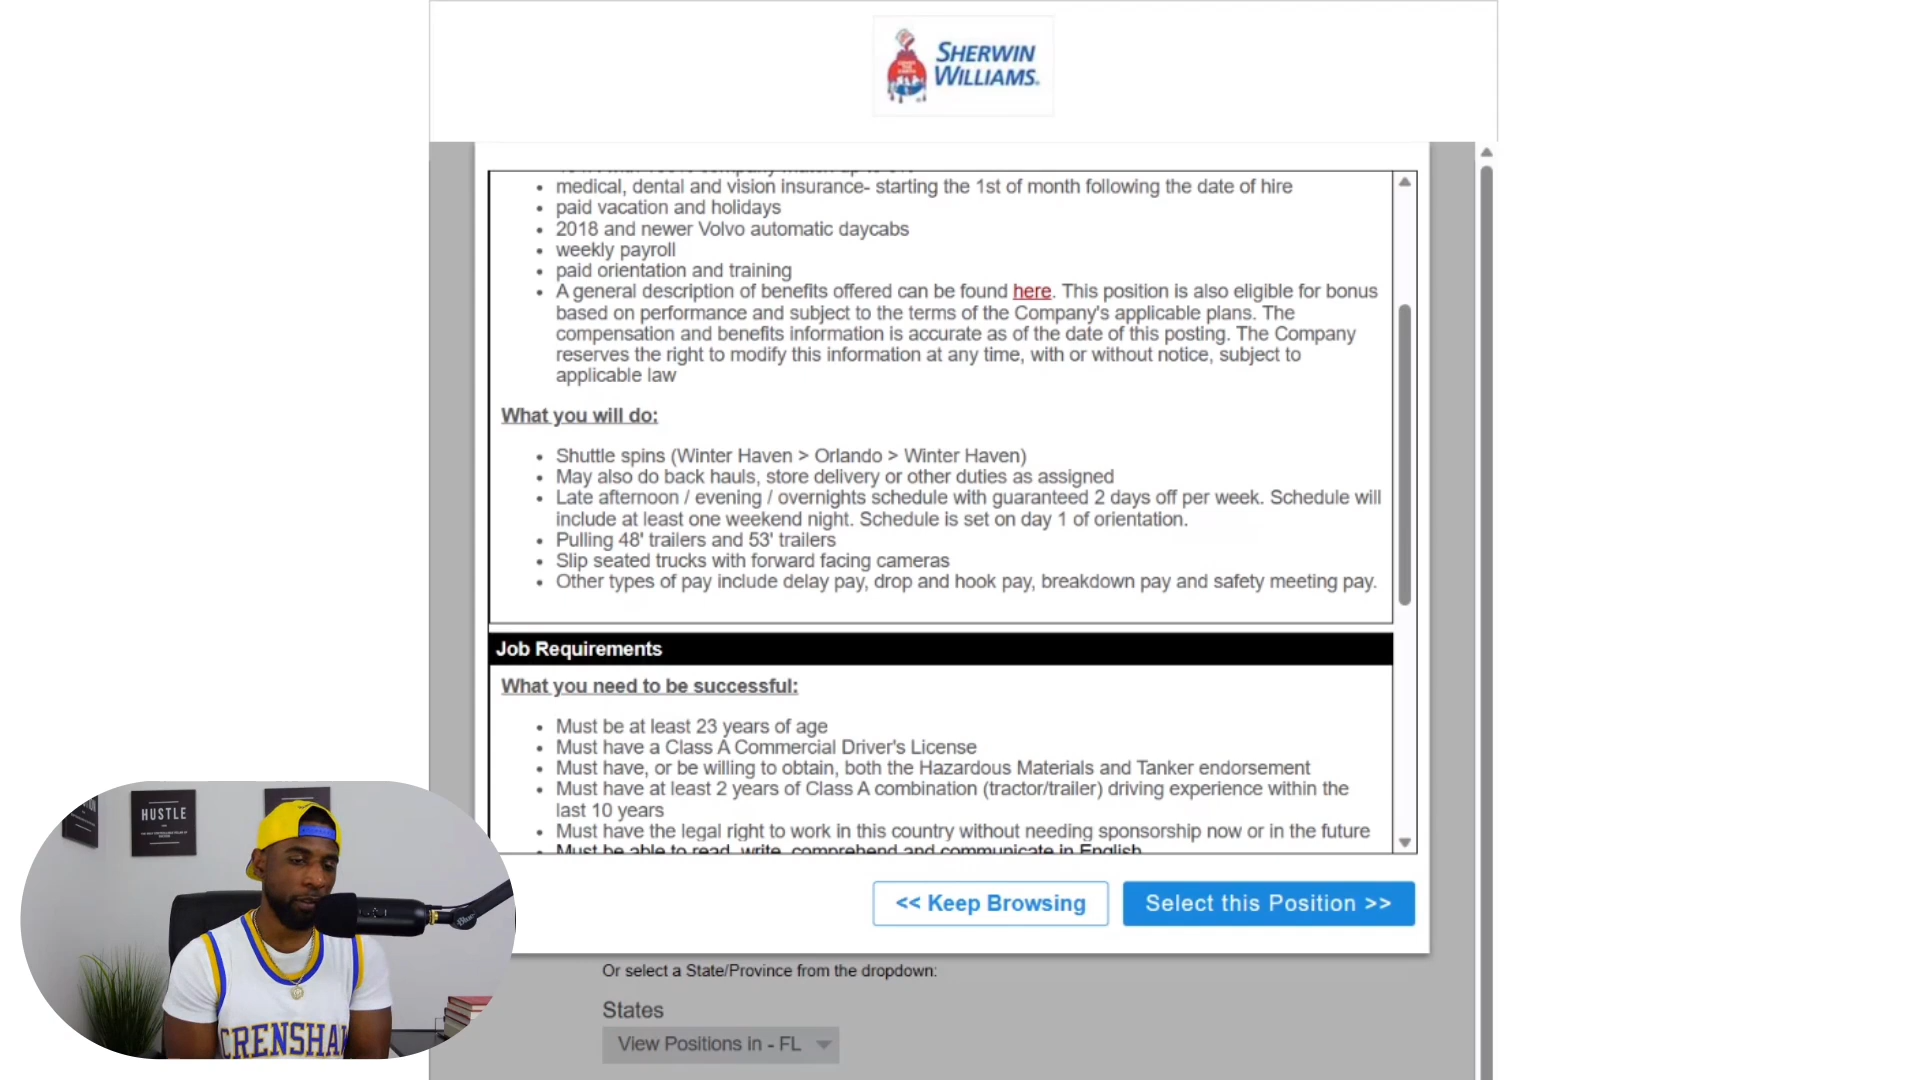 SHERWIN
WILLIAMS.
medical, dental and vision insurance- starting the 1st of month following the date of hire
paid vacation and holidays
2018 and newer Volvo automatic daycabs
weekly payroll
paid orientation and training
A general description of benefits offered can be found here. This position is also eligible for bonus
based on performance and subject to the terms of the Company's applicable plans. The
compensation and benefits information is accurate as of the date of this posting. The Company
reserves the right to modify this information at any time, with or without notice, subject to
applicable law
What you will do:
Shuttle spins (Winter Haven > Orlando > Winter Haven)
May also do back hauls, store delivery or other duties as assigned
Late afternoon / evening / overnights schedule with guaranteed 2 days off per week. Schedule will
include at least one weekend night. Schedule is set on day 1 of orientation.
Pulling 48' trailers and 53' trailers
Slip seated trucks with forward facing cameras
Other types of pay include delay pay, drop and hook pay, breakdown pay and safety meeting pay.
Job Requirements
What you need to be successful:
Must be at least 23 years of age
Must have a Class A Commercial Driver's License
Must have, or be willing to obtain, both the Hazardous Materials and Tanker endorsement
Must have at least 2 years of Class A combination (tractor/trailer) driving experience within the
last 10 years
Must have the legal right to work in this country without needing sponsorship now or in the future
Must be able to read, write, comprehend and communicate in English
<< Keep Browsing
Select this Position >>
Or select a State/Province from the dropdown:
States
View Positions in - FL
HUSTLE
CRENSHA